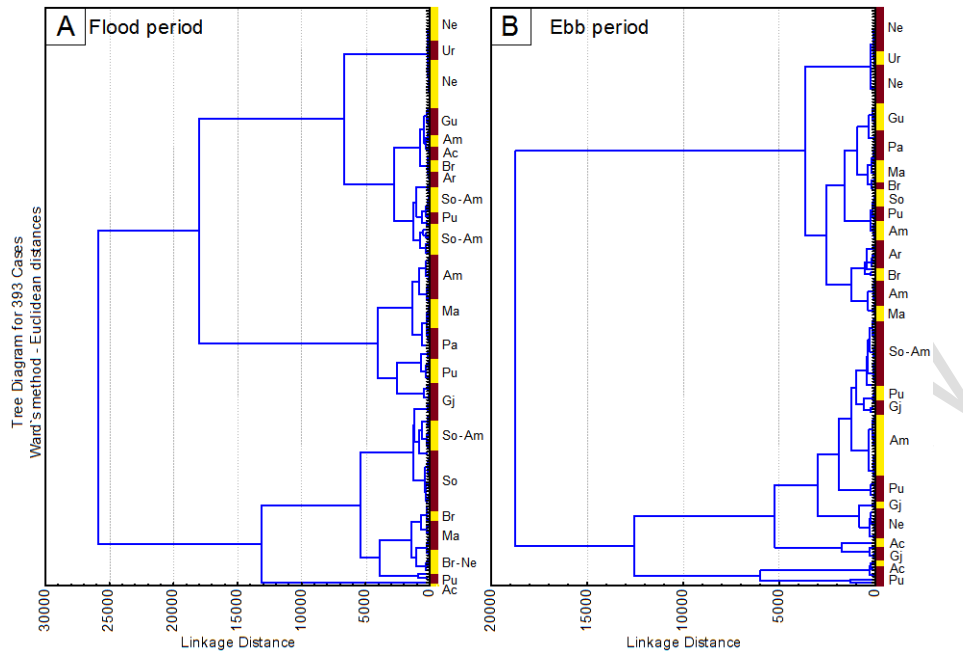 A Flood period
Ne
Ur
Ne
Gu
Am
Ac
Br
Ar
So-Am
Pu
So-Am
Am
Ma
Pa
Pu
Gj
So-Am
So
Br
Ma
Br-Ne
Pu
Ac
Tree Diagram for 393 Cases
Ward`s method - Euclidean distances
30000
25000
20000
15000
10000
5000
0
Linkage Distance
B Ebb period
Ne
Ur
Ne
Gu
Pa
Ma
Br
So
Pu
Am
Ar
Br
Am
Ma
So-Am
Pu
Gj
Am
Pu
Gj
Ne
Ac
Gj
Ac
Pu
20000
15000
10000
5000
0
Linkage Distance